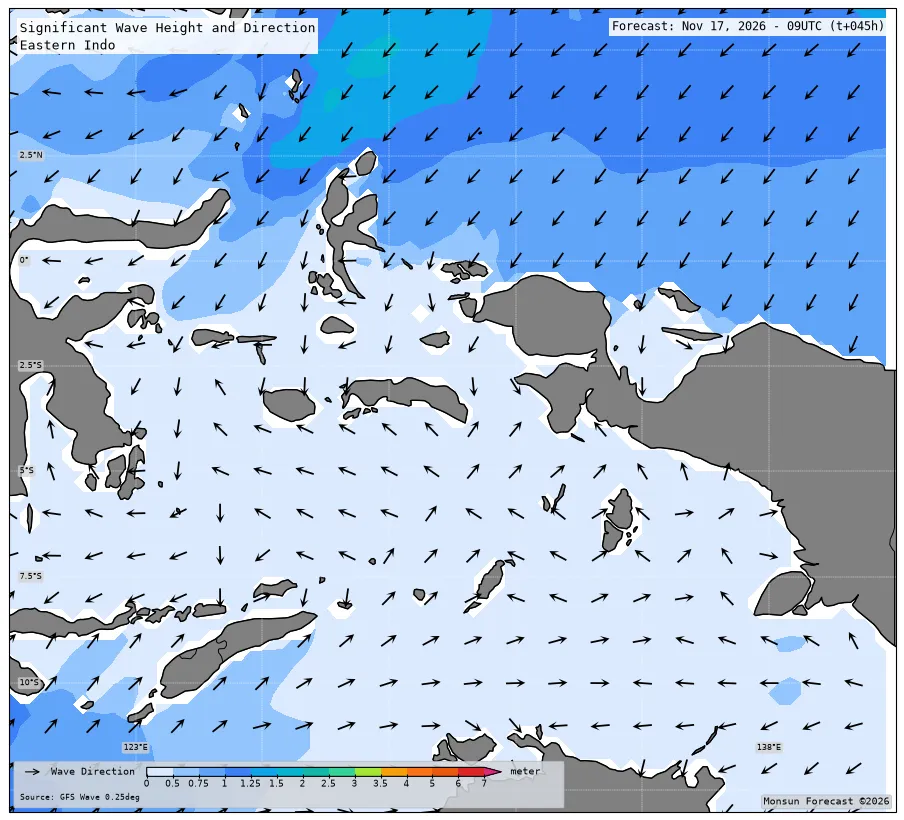 Significant Wave Height and Direction
Eastern Indo
Forecast: Nov 17, 2026 - 09UTC (t+045h)
2.5°N
0°
2.5°S
5°S
7.5°S
10°S
123°E
138°E
Wave Direction
meter
0 0.5 0.75 1 1.25 1.5 2 2.5 3 3.5 4 5 6 7
Source: GFS Wave 0.25deg
Monsun Forecast ©2026